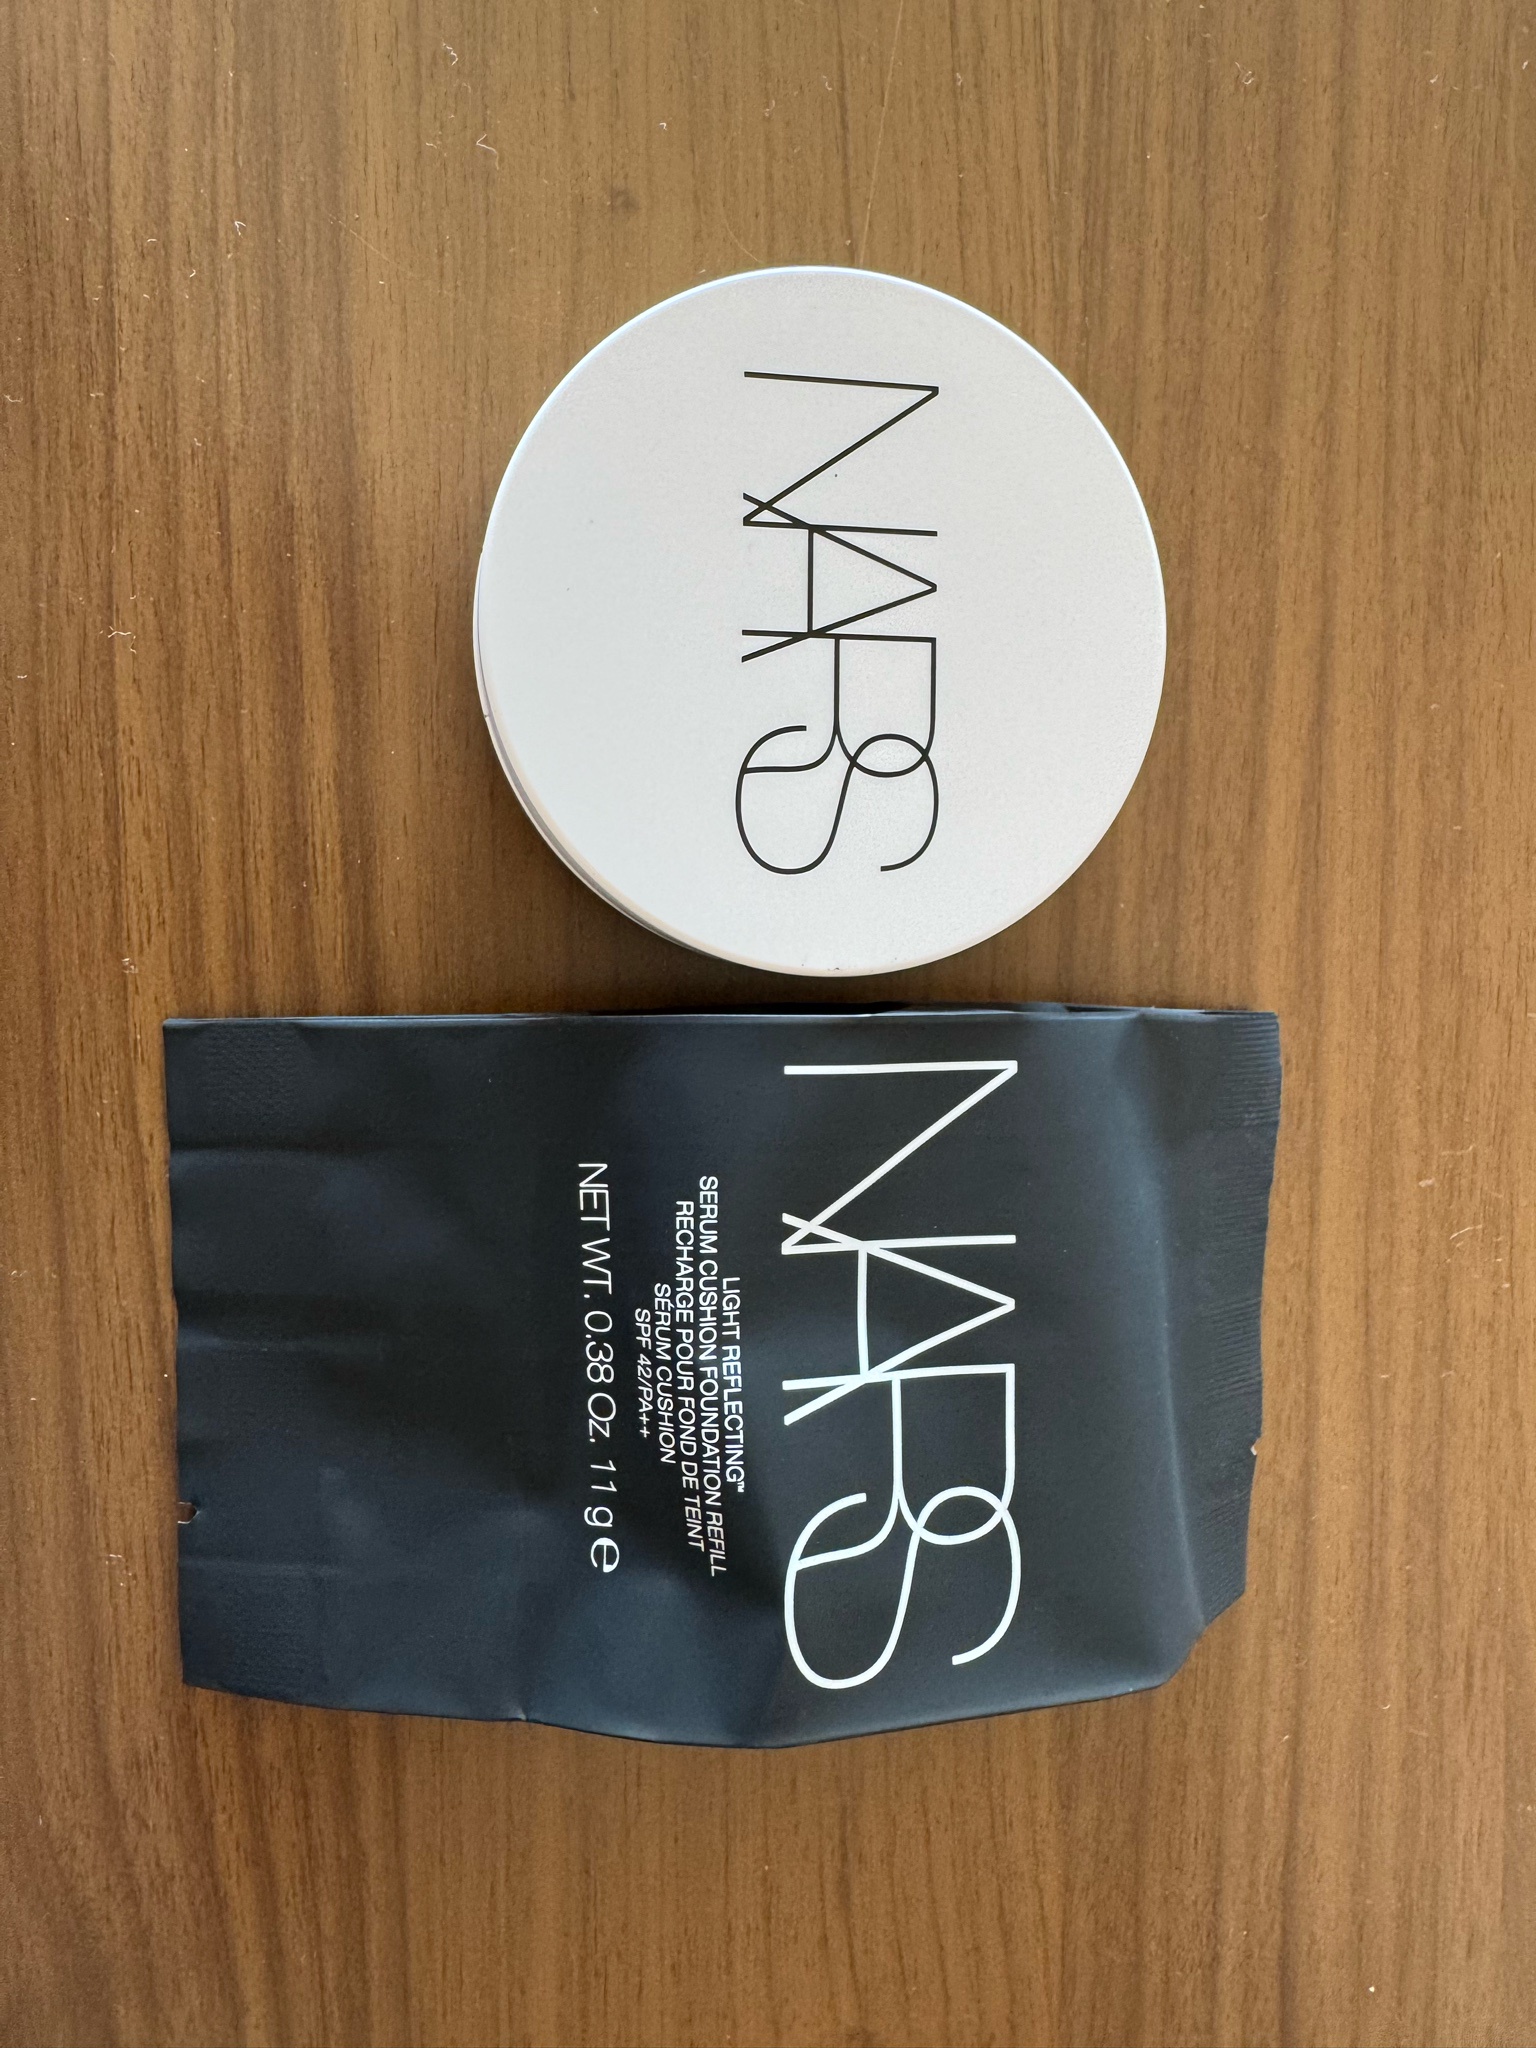 NARS
NARS
LIGHT REFLECTING™
SERUM CUSHION FOUNDATION REFILL
RECHARGE POUR FOND DE TEINT
SÉRUM CUSHION
SPF 42/PA++
NET WT. 0.38 Oz. 11 g ℮